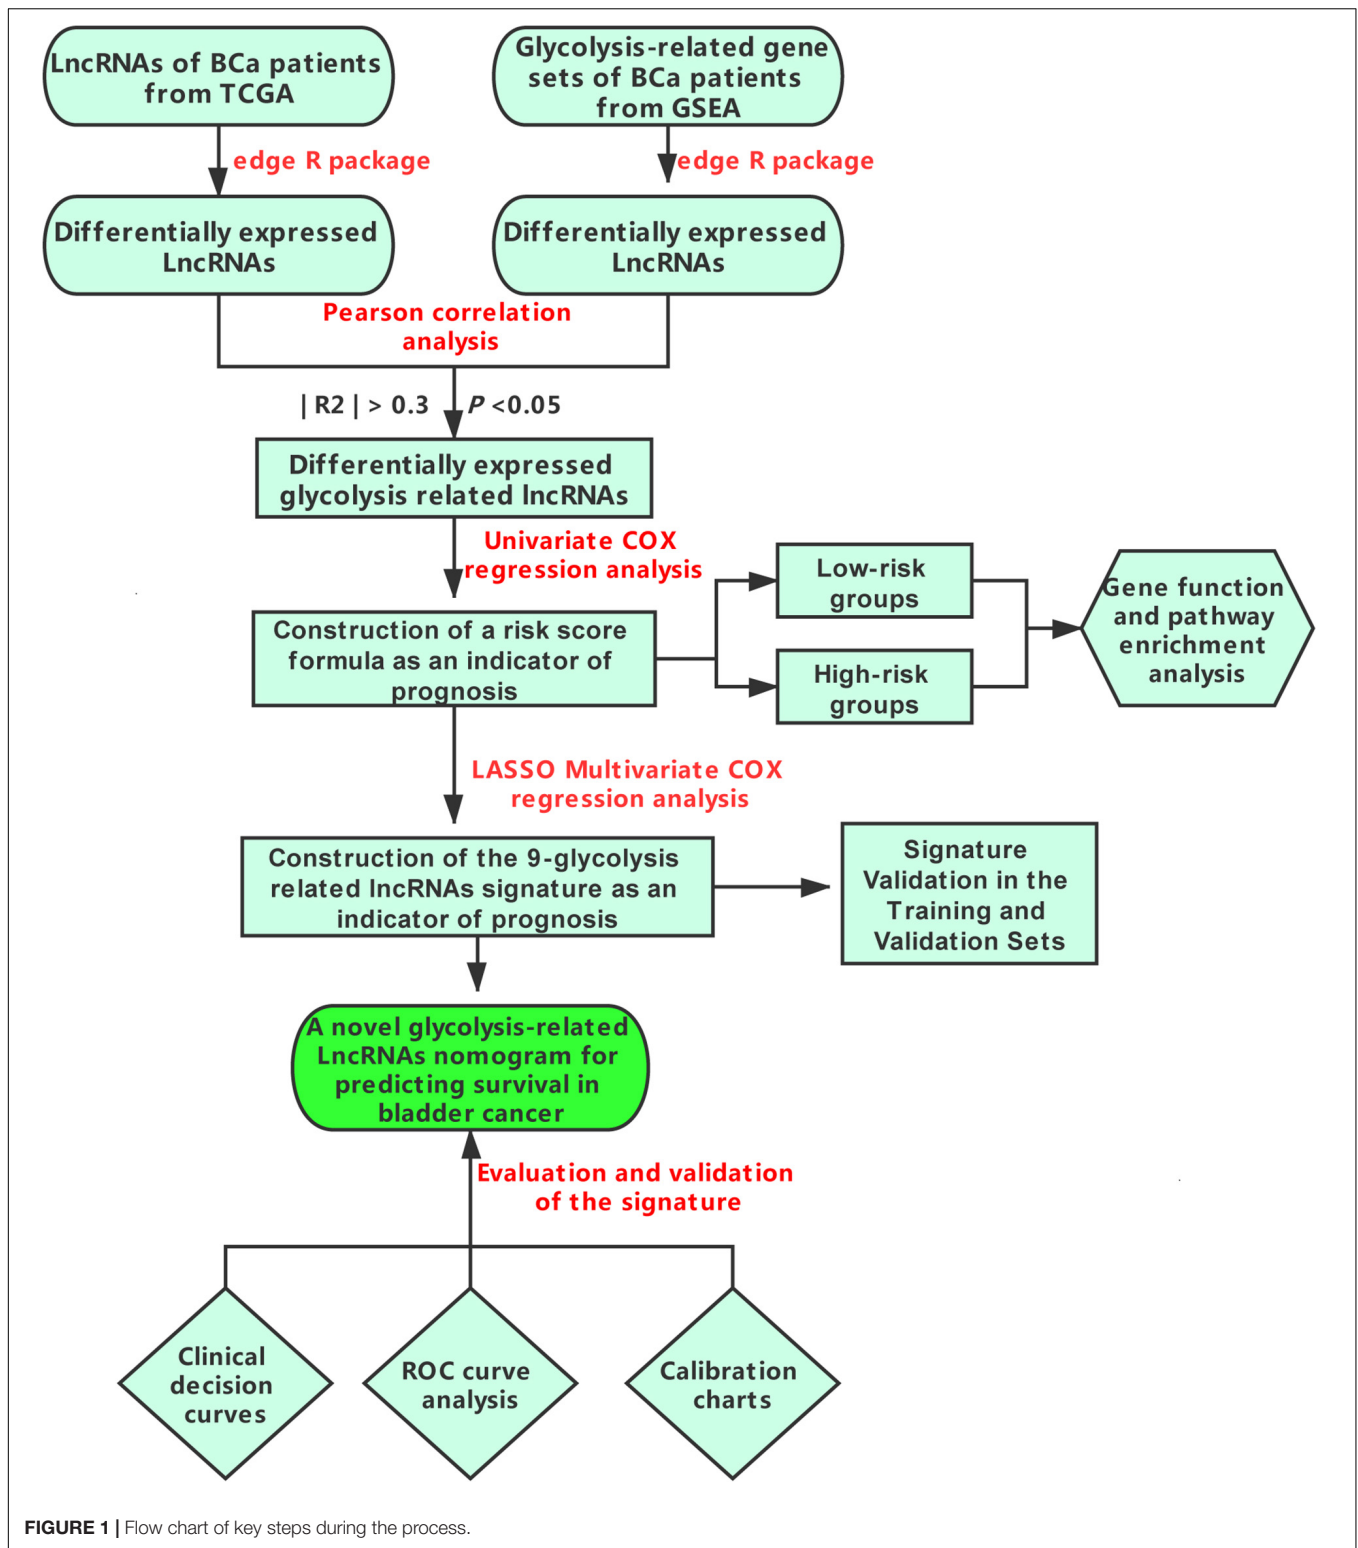 LncRNAs of BCa patients
from TCGA
Glycolysis-related gene
sets of BCa patients
from GSEA
edge R package
edge R package
Differentially expressed
LncRNAs
Differentially expressed
LncRNAs
Pearson correlation
analysis
| R2 | > 0.3 P <0.05
Differentially expressed
glycolysis related lncRNAs
Univariate COX
regression analysis
Construction of a risk score
formula as an indicator of
prognosis
Low-risk
groups
High-risk
groups
Gene function
and pathway
enrichment
analysis
LASSO Multivariate COX
regression analysis
Construction of the 9-glycolysis
related lncRNAs signature as an
indicator of prognosis
Signature
Validation in the
Training and
Validation Sets
A novel glycolysis-related
LncRNAs nomogram for
predicting survival in
bladder cancer
Evaluation and validation
of the signature
Clinical
decision
curves
ROC curve
analysis
Calibration
charts
FIGURE 1 | Flow chart of key steps during the process.